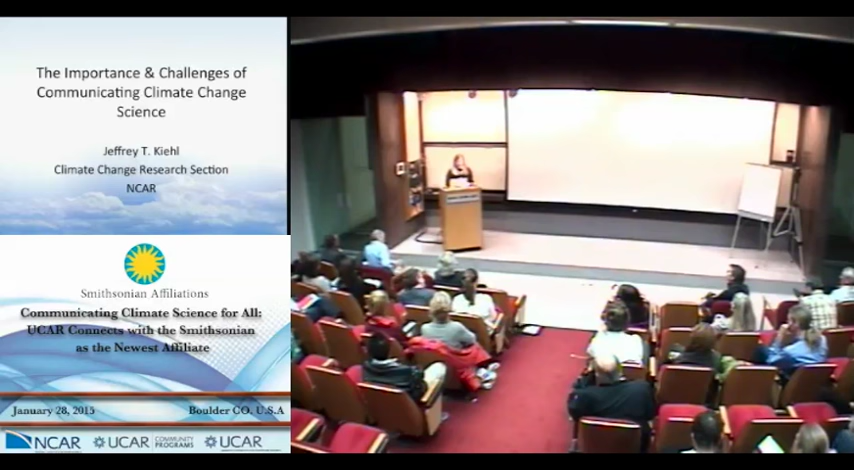 The Importance & Challenges of
Communicating Climate Change
Science
Jeffrey T. Kiehl
Climate Change Research Section
NCAR
Smithsonian Affiliations
Communicating Climate Science for All:
UCAR Connects with the Smithsonian
as the Newest Affiliate
January 28, 2015 Boulder CO. U.S.A
NCAR UCAR COMMUNITY PROGRAMS UCAR